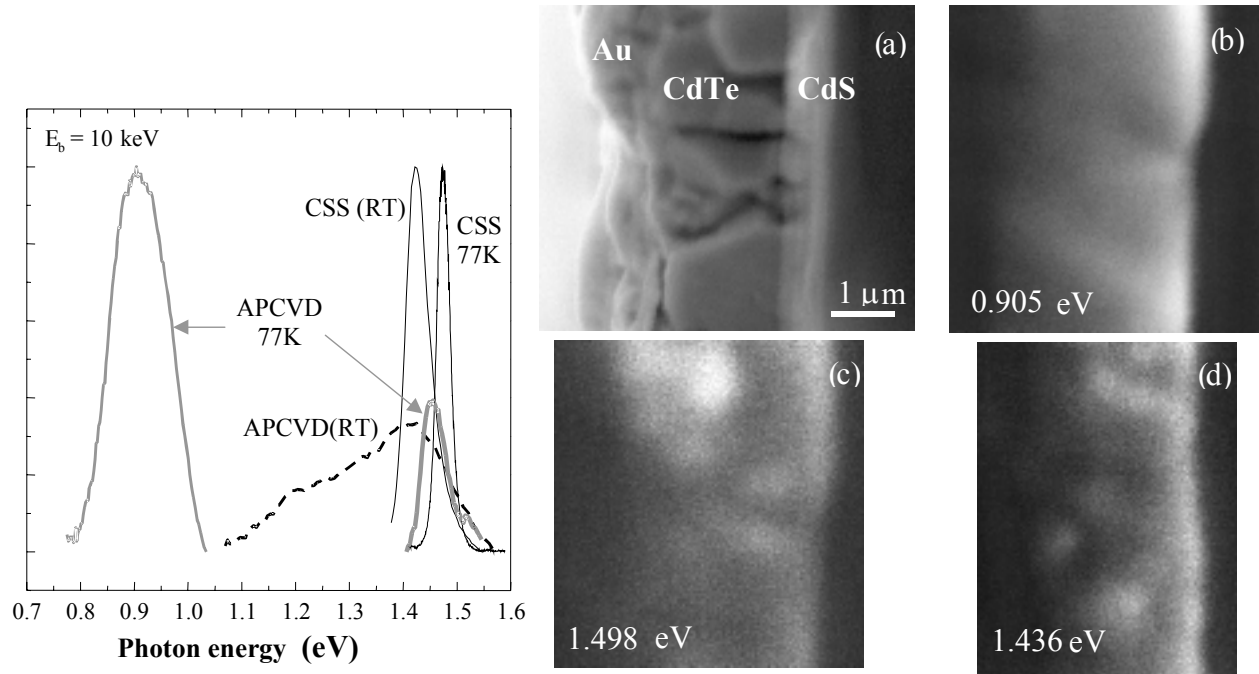 E_b = 10 keV
CSS (RT)
CSS
77K
APCVD
77K
APCVD(RT)
0.7 0.8 0.9 1.0 1.1 1.2 1.3 1.4 1.5 1.6
Photon energy (eV)
(a)
Au
CdTe
CdS
1 μm
(b)
0.905 eV
(c)
1.498 eV
(d)
1.436 eV